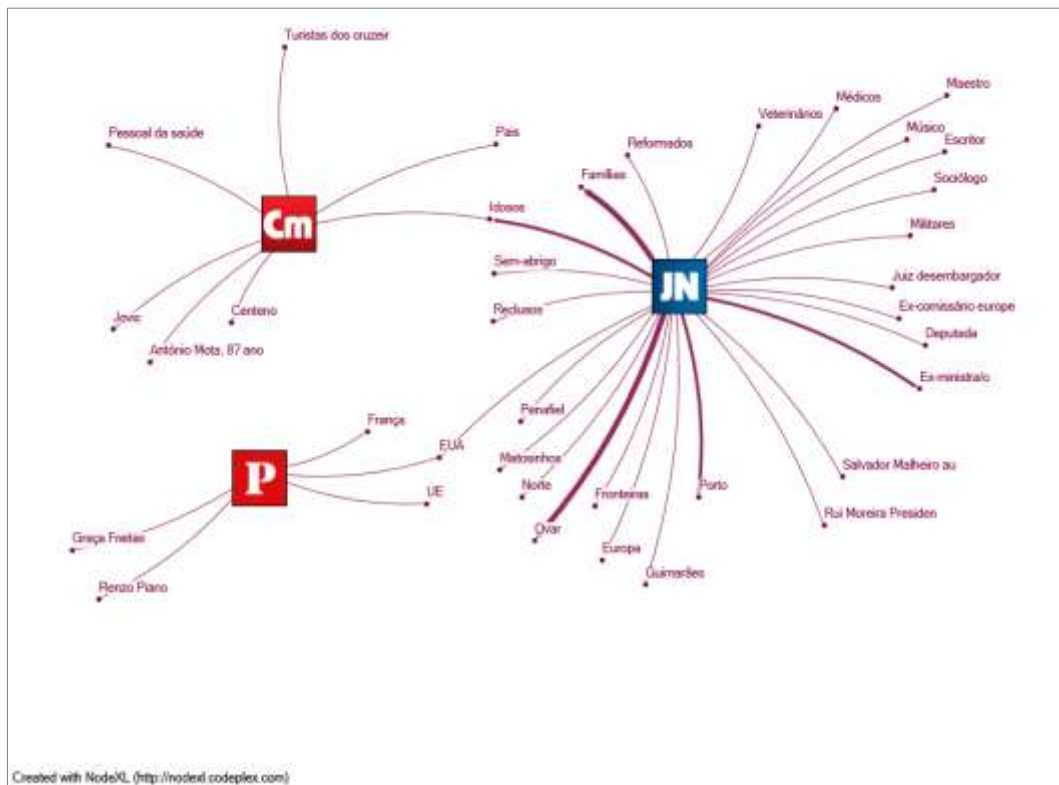 Turistas dos cruzeir
Pessoal da saúde
Pais
Cm
Idosos
Jovic
Centeno
António Mota, 87 ano
Maestro
Médicos
Veterinários
Músico
Reformados
Escritor
Famílias
Sociólogo
Militares
Sem-abrigo
JN
Juiz desembargador
Reclusos
Ex-comissário europe
Deputada
Ex-ministra/o
Penafiel
França
EUA
Matosinhos
Salvador Malheiro au
P
Norte
UE
Fronteiras
Porto
Rui Moreira Presiden
Ovar
Graça Freitas
Europa
Guimarães
Renzo Piano
Created with NodeXL (http://nodexl.codeplex.com)